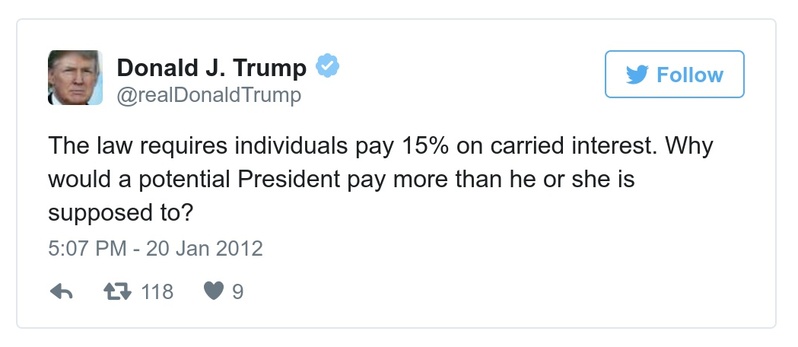 Donald J. Trump
@realDonaldTrump
Follow
The law requires individuals pay 15% on carried interest. Why
would a potential President pay more than he or she is
supposed to?
5:07 PM - 20 Jan 2012
118 9